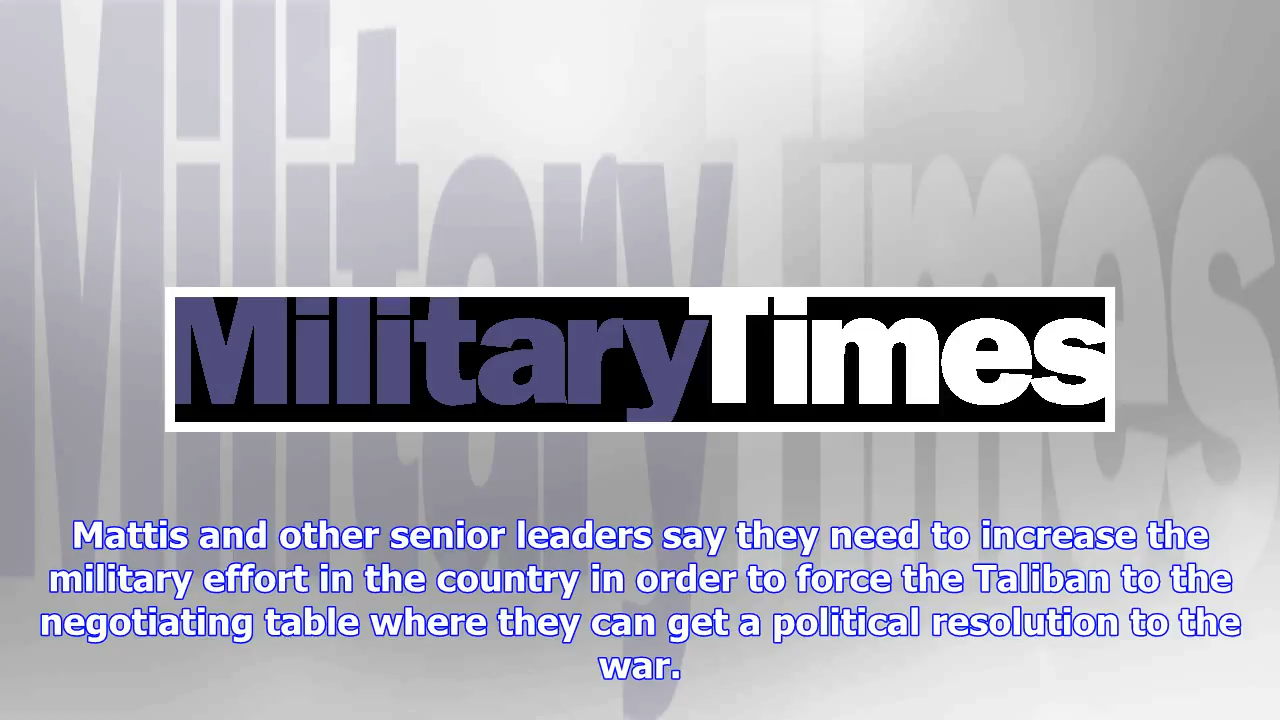 MilitaryTimes
MilitaryTimes
Mattis and other senior leaders say they need to increase the
military effort in the country in order to force the Taliban to the
negotiating table where they can get a political resolution to the
war.